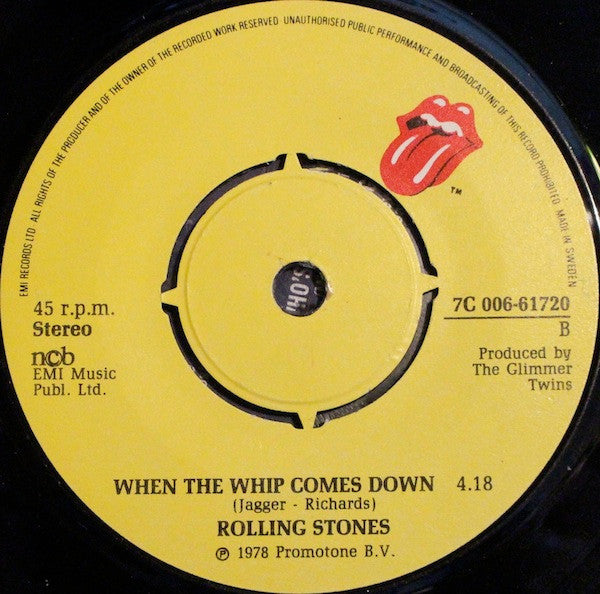 EMI RECORDS LTD ALL RIGHTS OF THE PRODUCER AND OF THE OWNER OF THE RECORDED WORK RESERVED UNAUTHORISED PUBLIC PERFORMANCE AND BROADCASTING OF THIS RECORD PROHIBITED MADE IN SWEDEN
TM
45 r.p.m.
Stereo
ncb
EMI Music
Publ. Ltd.
7C 006-61720
B
Produced by
The Glimmer
Twins
WHEN THE WHIP COMES DOWN 4.18
(Jagger - Richards)
ROLLING STONES
Ⓟ 1978 Promotone B.V.